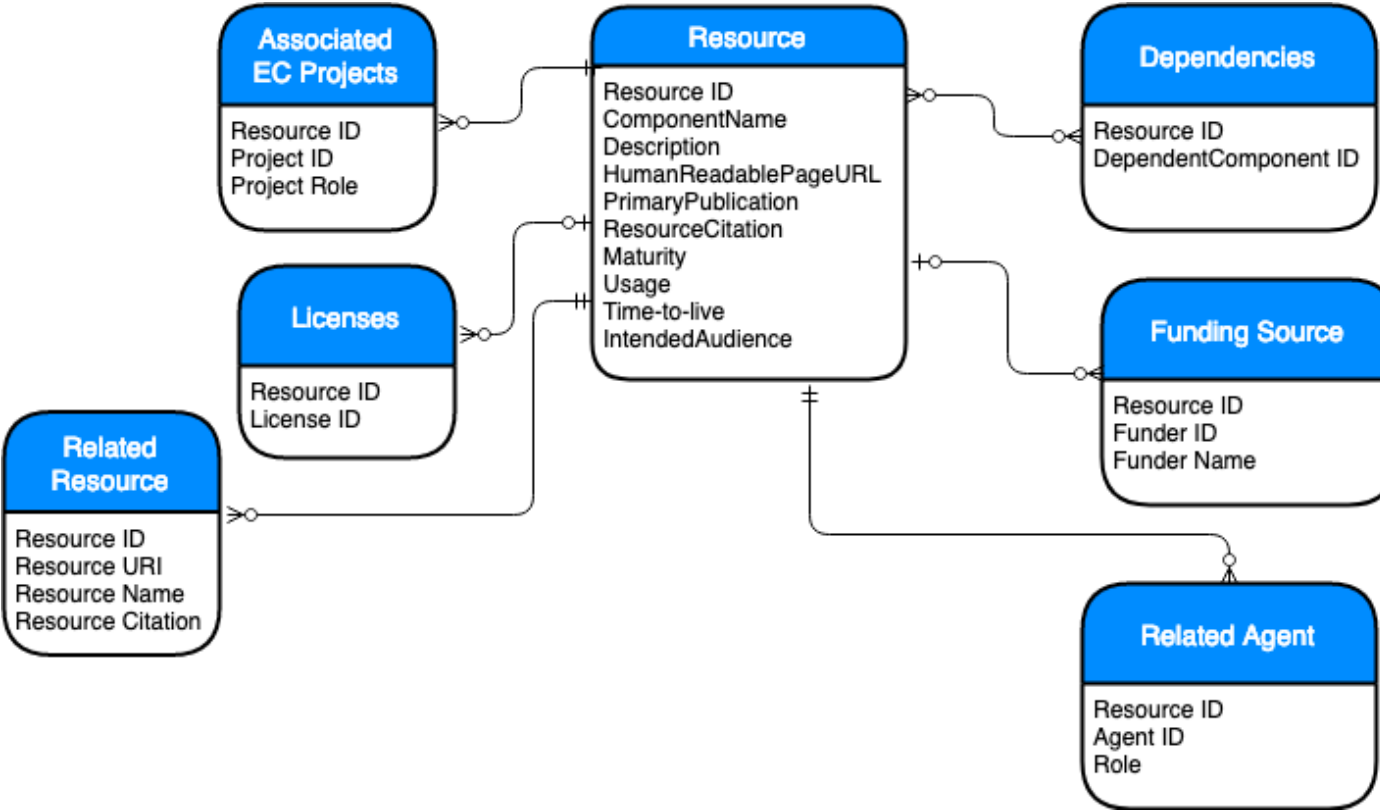 Associated
EC Projects
Resource ID
Project ID
Project Role
Resource
Resource ID
ComponentName
Description
HumanReadablePageURL
PrimaryPublication
ResourceCitation
Maturity
Usage
Time-to-live
IntendedAudience
Dependencies
Resource ID
DependentComponent ID
Licenses
Resource ID
License ID
Funding Source
Resource ID
Funder ID
Funder Name
Related
Resource
Resource ID
Resource URI
Resource Name
Resource Citation
Related Agent
Resource ID
Agent ID
Role